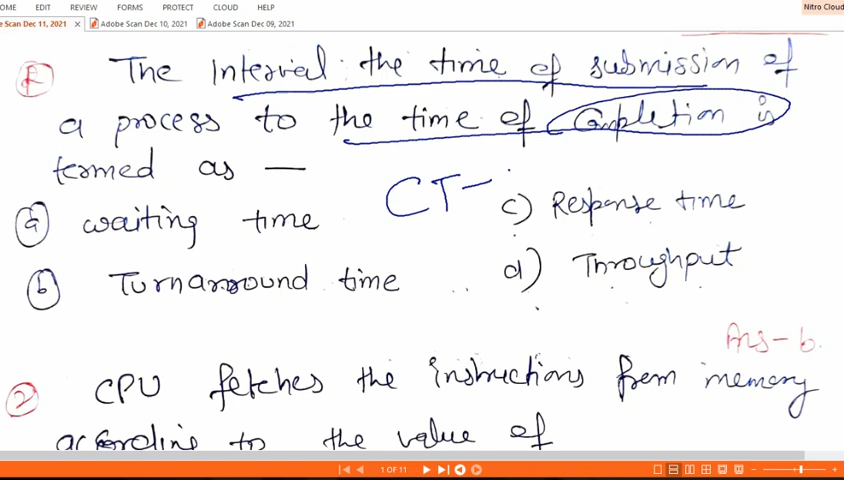 HOME EDIT REVIEW FORMS PROTECT CLOUD HELP Nitro Cloud
e Scan Dec 11, 2021 × Adobe Scan Dec 10, 2021 Adobe Scan Dec 09, 2021
The Interval the time of submission of
a process to the time of Completion is
termed as —
CT-
a) waiting time
c) Response time
b) Turnarround time
d) Throughput
Ans- b.
2) CPU fetches the instructions from memory
according to the value of
1 OF 11